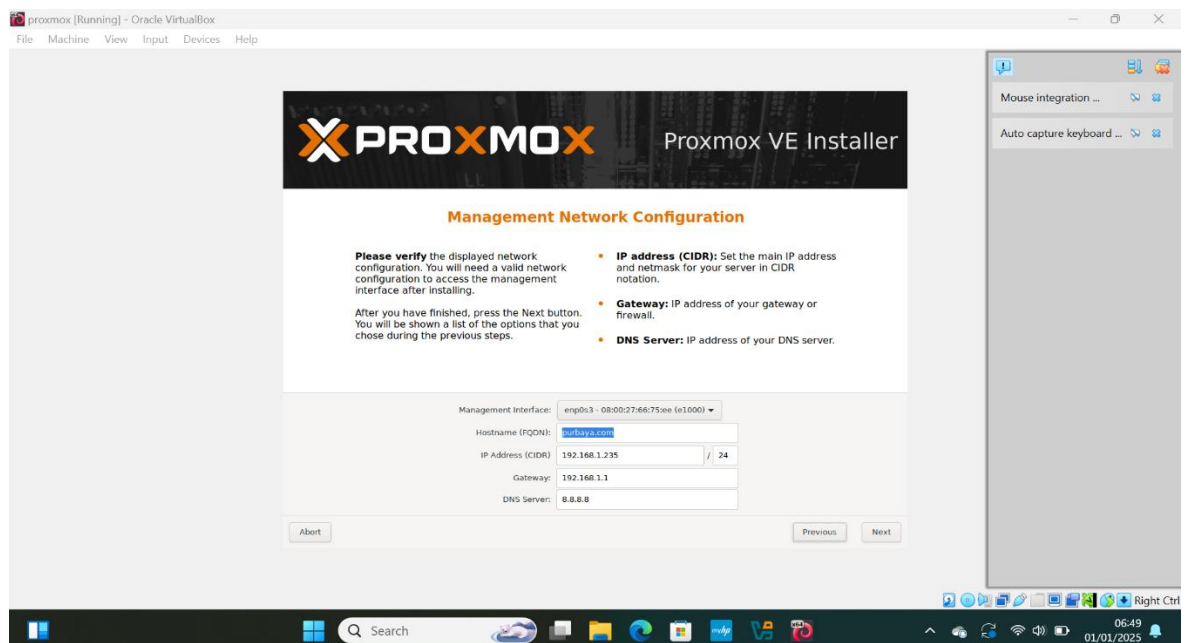 proxmox [Running] - Oracle VirtualBox
File Machine View Input Devices Help
Mouse integration ...
Auto capture keyboard ...
PROXMOX
Proxmox VE Installer
Management Network Configuration
Please verify the displayed network
configuration. You will need a valid network
configuration to access the management
interface after installing.
After you have finished, press the Next button.
You will be shown a list of the options that you
chose during the previous steps.
• IP address (CIDR): Set the main IP address
and netmask for your server in CIDR
notation.
• Gateway: IP address of your gateway or
firewall.
• DNS Server: IP address of your DNS server.
Management Interface: enp0s3 - 08:00:27:66:75:ee (e1000)
Hostname (FQDN): purbaya.com
IP Address (CIDR) 192.168.1.235 / 24
Gateway: 192.168.1.1
DNS Server: 8.8.8.8
Abort Previous Next
Right Ctrl
Search
06:49
01/01/2025